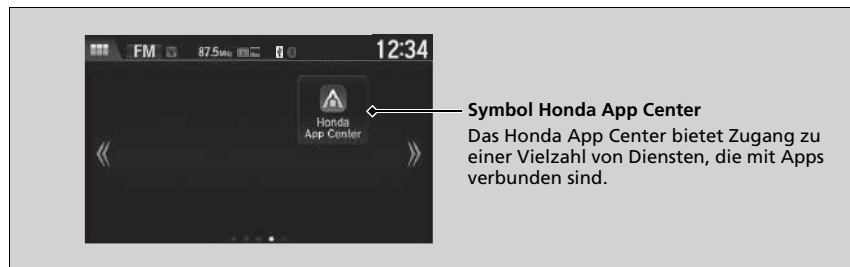 FM
87.5MHz
12:34
Honda
App Center
Symbol Honda App Center
Das Honda App Center bietet Zugang zu
einer Vielzahl von Diensten, die mit Apps
verbunden sind.